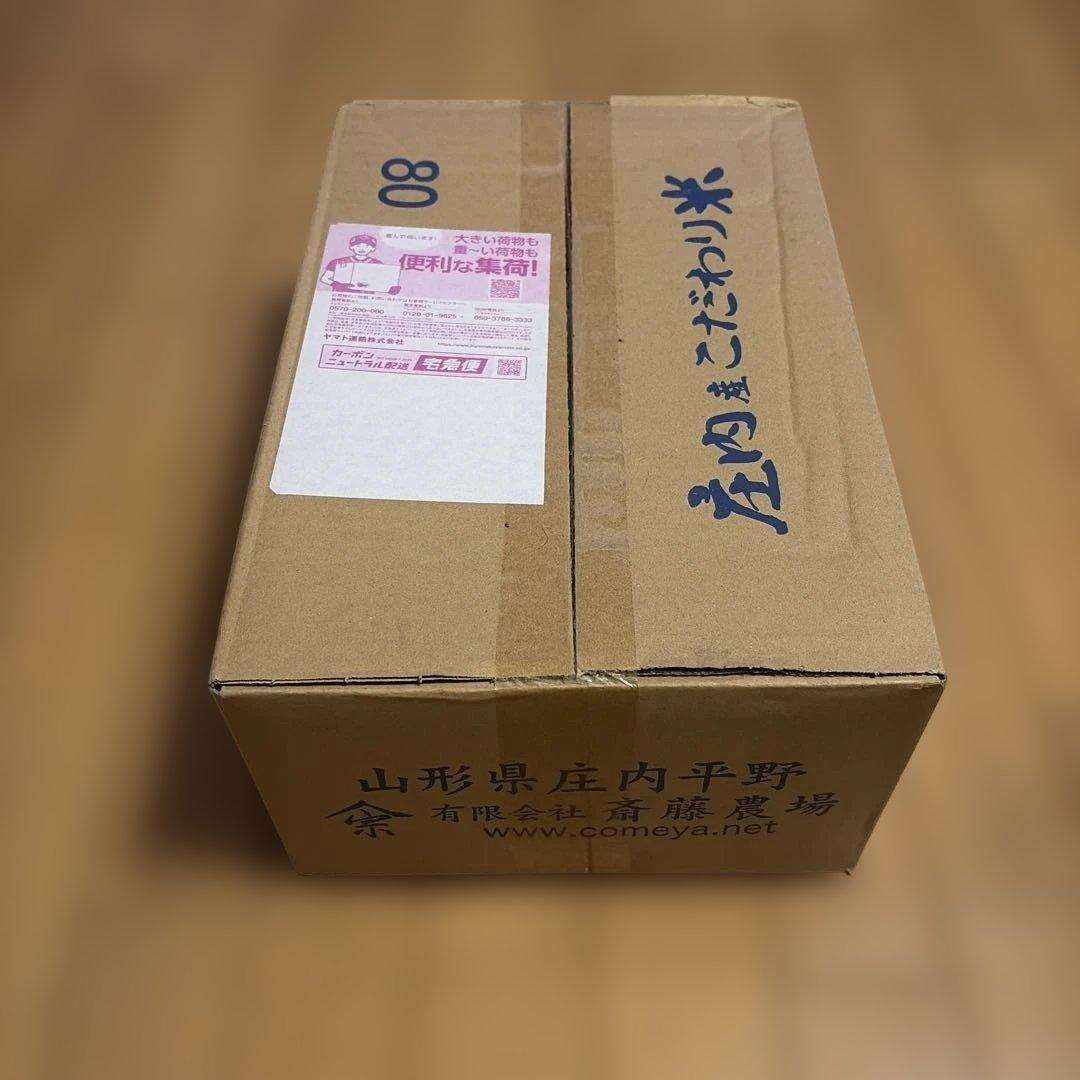 08
喜んで伺います!
大きい荷物も
重～い荷物も
便利な集荷!
0570-200-000
0120-01-9625
050-3786-3333
ヤマト運輸株式会社
カーボン
ニュートラル配送
宅急便
庄内産こだわり米
山形県庄内平野
宗
有限会社 斎藤農場
www.comeya.net